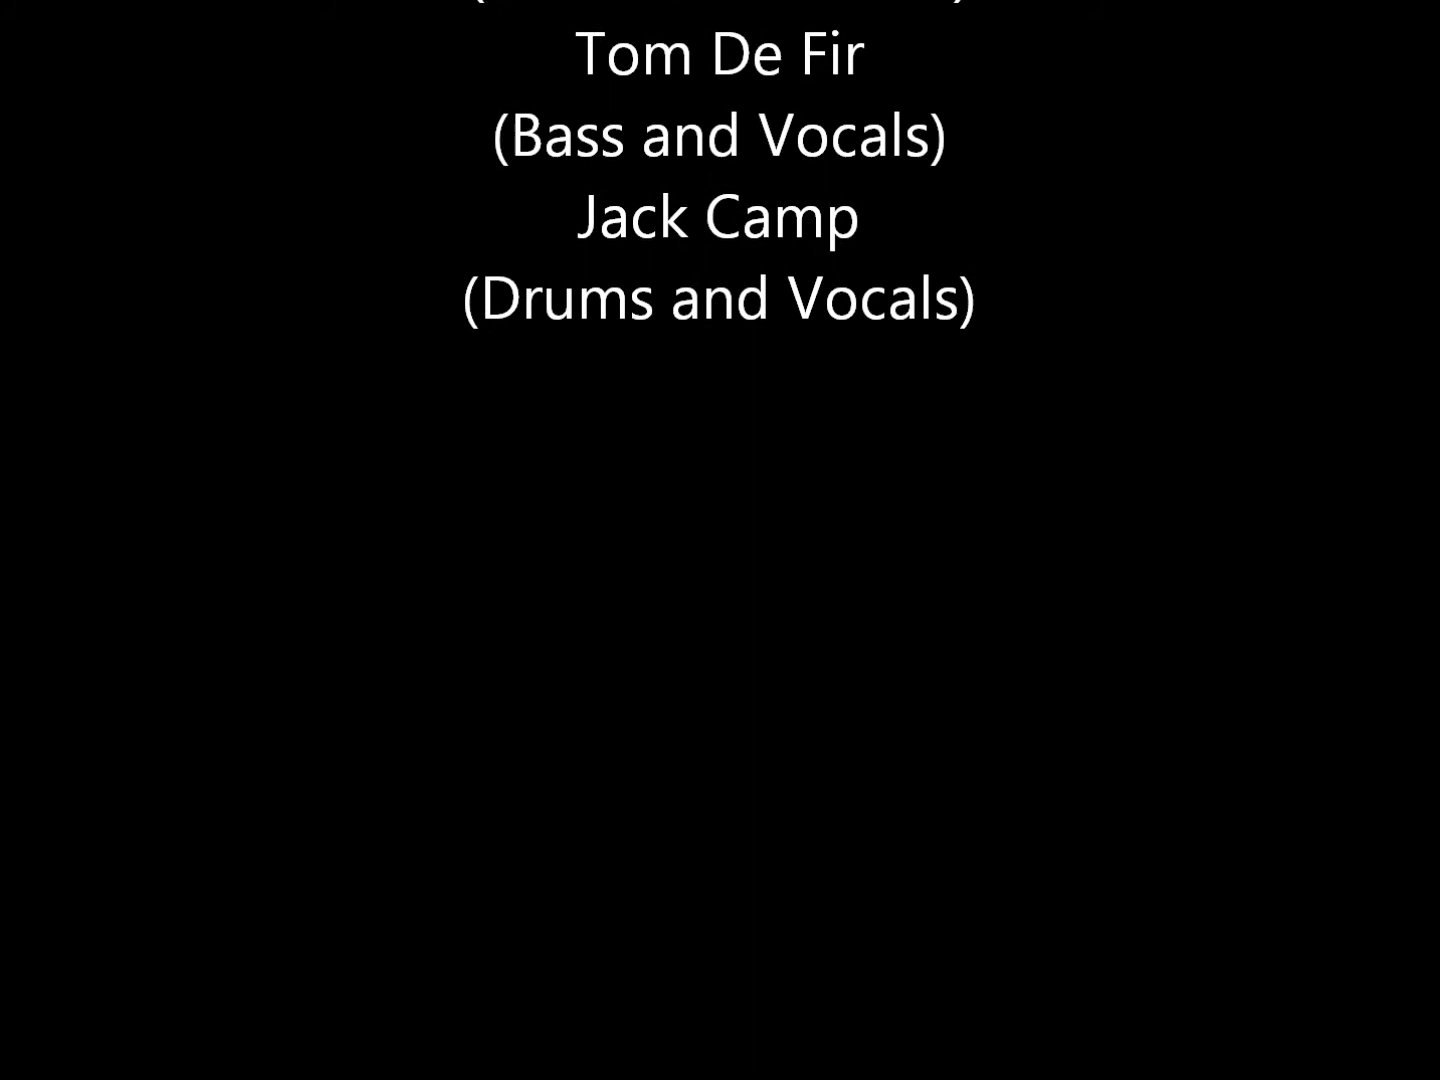 Tom De Fir
(Bass and Vocals)
Jack Camp
(Drums and Vocals)